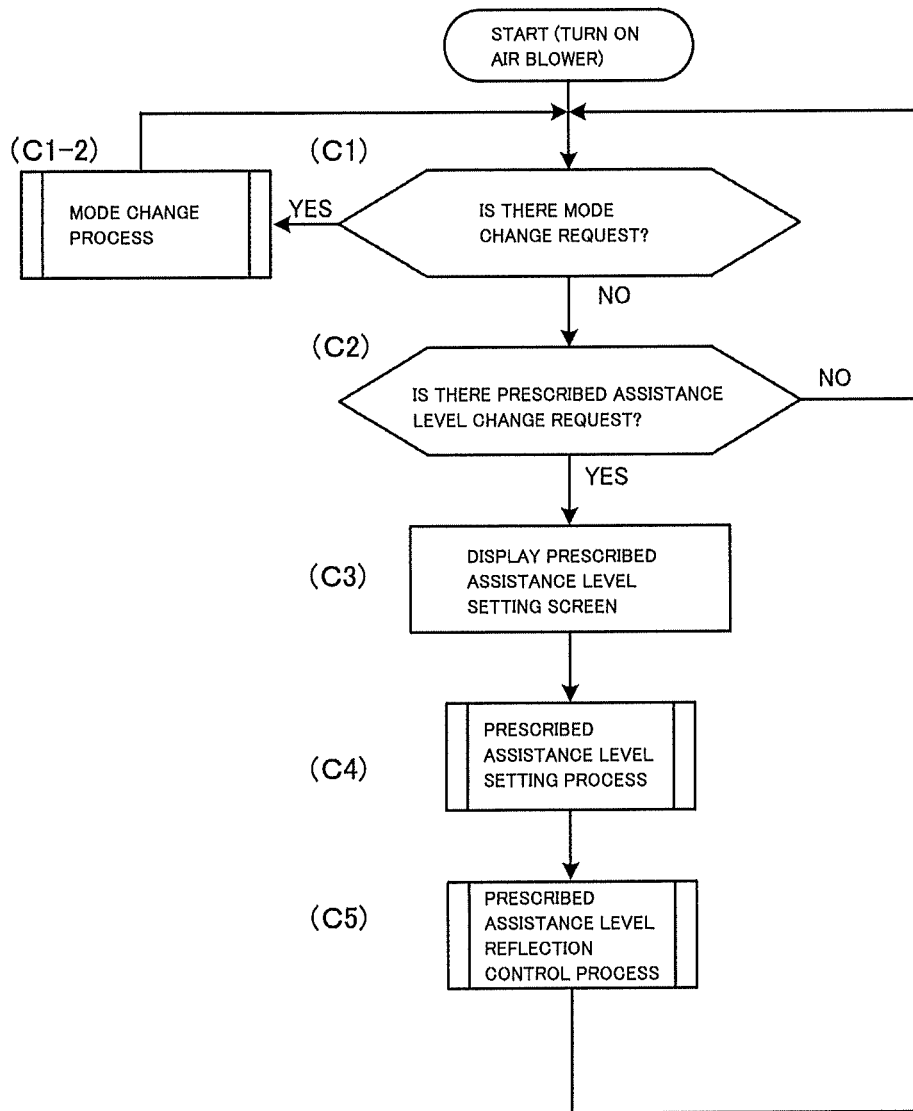 START (TURN ON
AIR BLOWER)
(C1-2)
(C1)
MODE CHANGE
PROCESS
YES
IS THERE MODE
CHANGE REQUEST?
NO
(C2)
IS THERE PRESCRIBED ASSISTANCE
LEVEL CHANGE REQUEST?
NO
YES
(C3)
DISPLAY PRESCRIBED
ASSISTANCE LEVEL
SETTING SCREEN
(C4)
PRESCRIBED
ASSISTANCE LEVEL
SETTING PROCESS
(C5)
PRESCRIBED
ASSISTANCE LEVEL
REFLECTION
CONTROL PROCESS